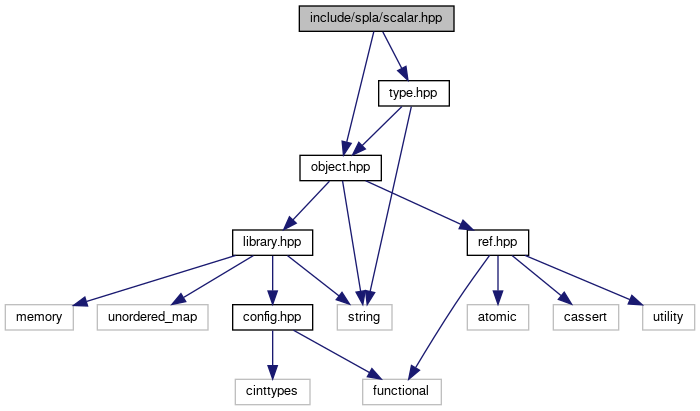 include/spla/scalar.hpp
type.hpp
object.hpp
library.hpp
ref.hpp
memory
unordered_map
config.hpp
string
atomic
cassert
utility
cinttypes
functional